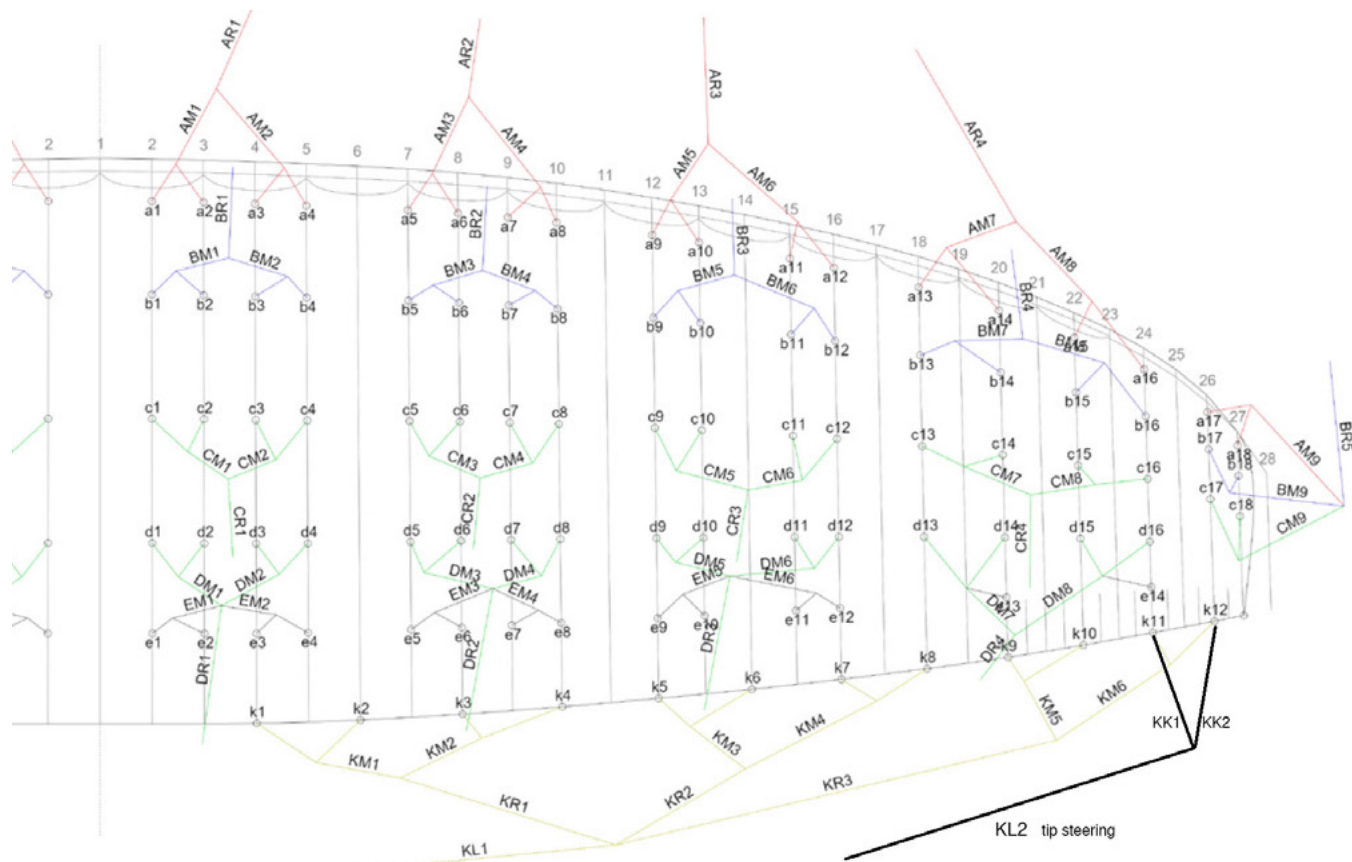 AR1
AR2
AR3
AR4
AM1
AM2
AM3
AM4
AM5
AM6
AM7
AM8
2 1 2 3 4 5 6 7 8 9 10 11 12 13 14 15 16 17 18 19 20 21 22 23 24 25 26 27 28
a1 a2 a3 a4 a5 a6 a7 a8 a9 a10 a11 a12 a13 a14 a15 a16 a17 a18
BR1
BR2
BR3
BR4
BR5
BM1
BM2
BM3
BM4
BM5
BM6
BM7
AM9
BM9
CM9
b1 b2 b3 b4 b5 b6 b7 b8 b9 b10 b11 b12 b13 b14 b15 b16 b17 b18
c1 c2 c3 c4 c5 c6 c7 c8 c9 c10 c11 c12 c13 c14 c15 c16 c17 c18
CM1
CM2
CM3
CM4
CM5
CM6
CM7
CM8
CR1
CR2
CR3
CR4
d1 d2 d3 d4 d5 d6 d7 d8 d9 d10 d11 d12 d13 d14 d15 d16
DM1
DM2
DM3
DM4
DM5
DM6
DM7
DM8
EM1
EM2
EM3
EM4
EM5
EM6
e1 e2 e3 e4 e5 e6 e7 e8 e9 e10 e11 e12 e14
DR1
DR2
DR4
k1 k2 k3 k4 k5 k6 k7 k8 k9 k10 k11 k12
KM1
KM2
KM3
KM4
KM5
KM6
KK1
KK2
KR1
KR2
KR3
KL1
KL2 tip steering